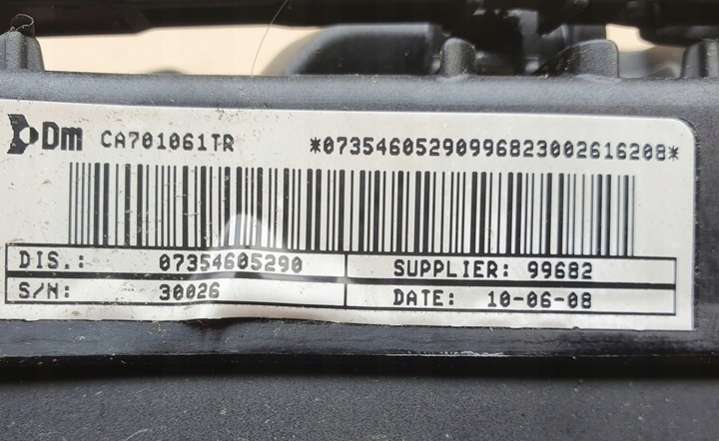 Dm CA701061TR *07354605290996823002616208*
DIS.: 07354605290 SUPPLIER: 99682
S/N: 30026 DATE: 10-06-08